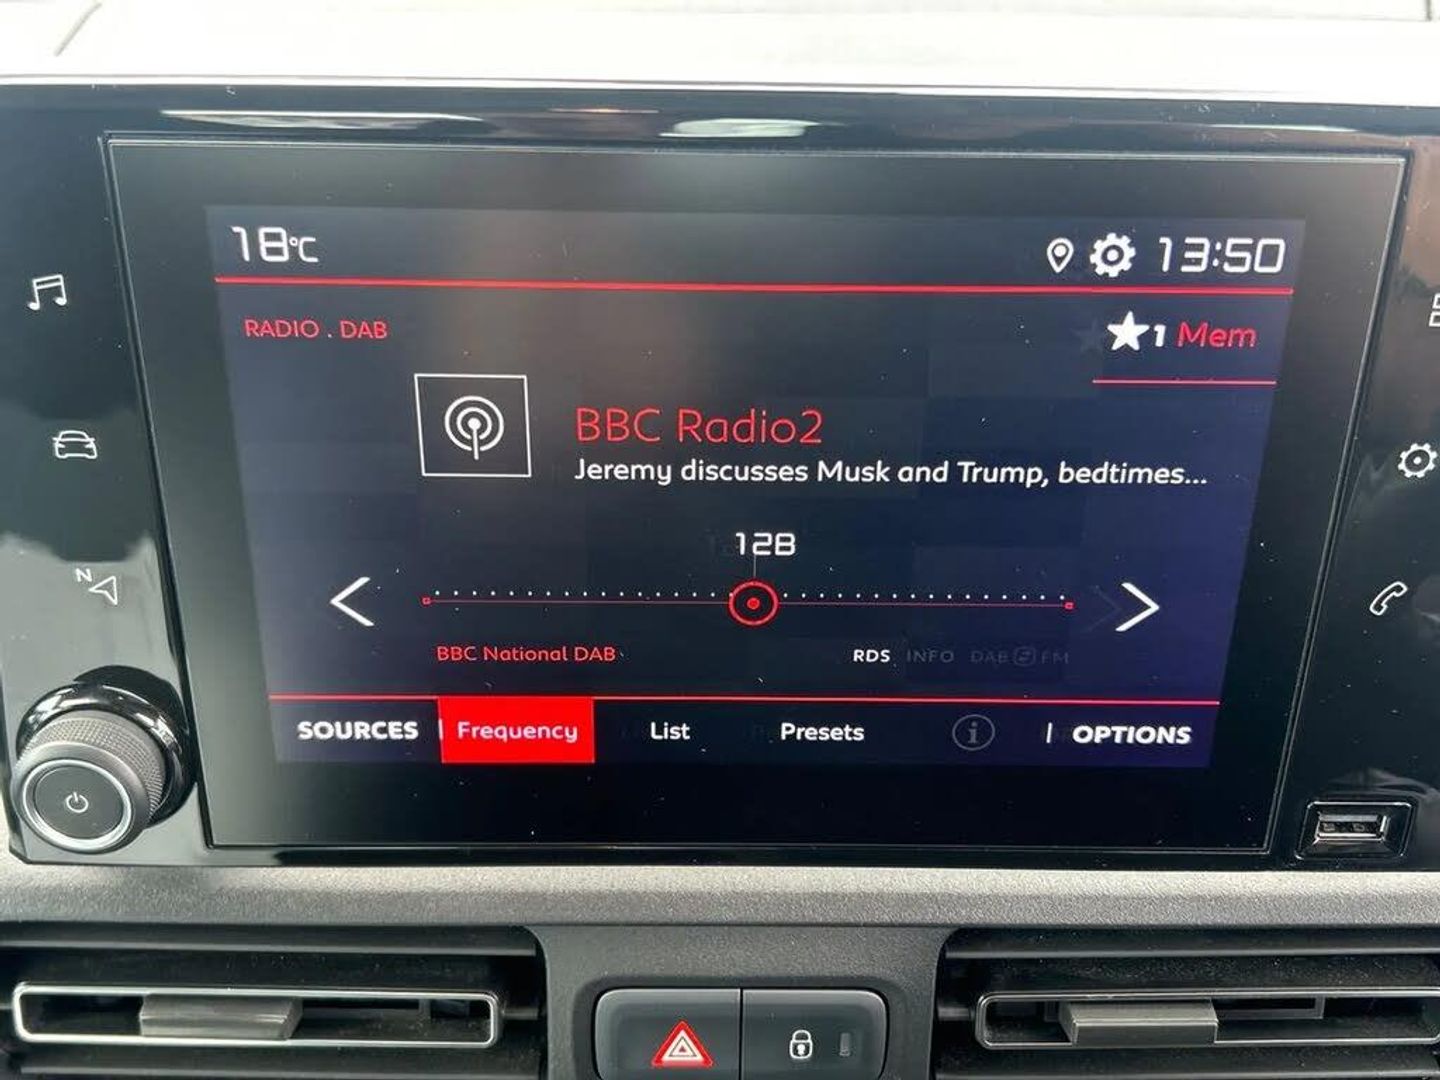 18°C 13:50
RADIO . DAB 1 Mem
BBC Radio2
Jeremy discusses Musk and Trump, bedtimes...
12B
N
BBC National DAB RDS INFO DAB FM
SOURCES | Frequency List Presets i | OPTIONS